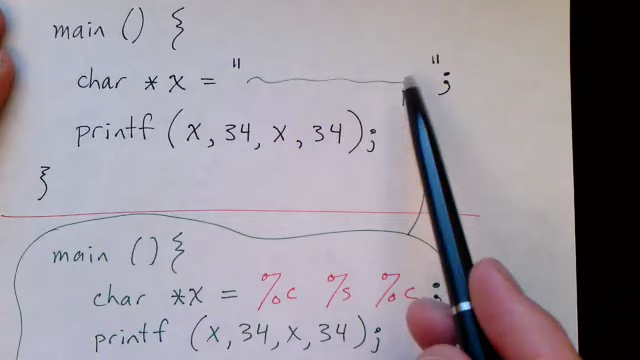 main () {
char * x = " ";
printf (x, 34, x, 34);
}
main () {
char *x = %c %s %c ;
printf (x, 34, x, 34);